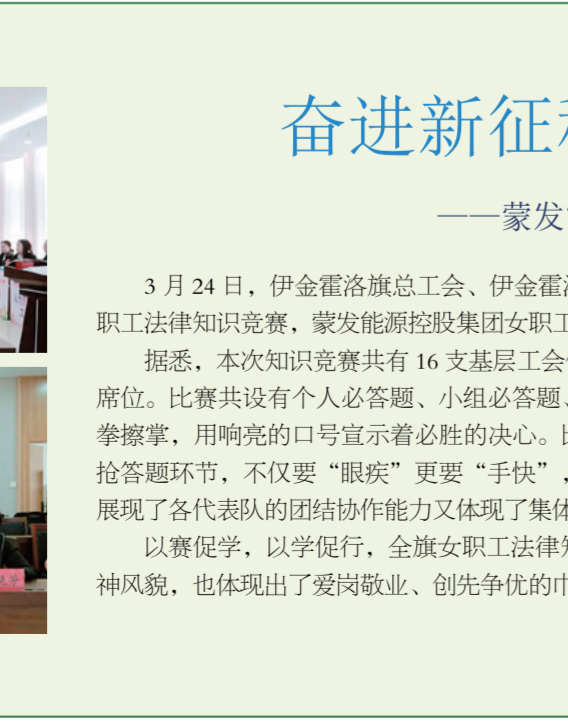 奋进新征
——蒙发
3 月 24 日，伊金霍洛旗总工会、伊金霍
职工法律知识竞赛，蒙发能源控股集团女职
据悉，本次知识竞赛共有 16 支基层工会
席位。比赛共设有个人必答题、小组必答题、
拳擦掌，用响亮的口号宣示着必胜的决心。
抢答题环节，不仅要“眼疾”更要“手快”，
展现了各代表队的团结协作能力又体现了集体
以赛促学，以学促行，全旗女职工法律
神风貌，也体现出了爱岗敬业、创先争优的